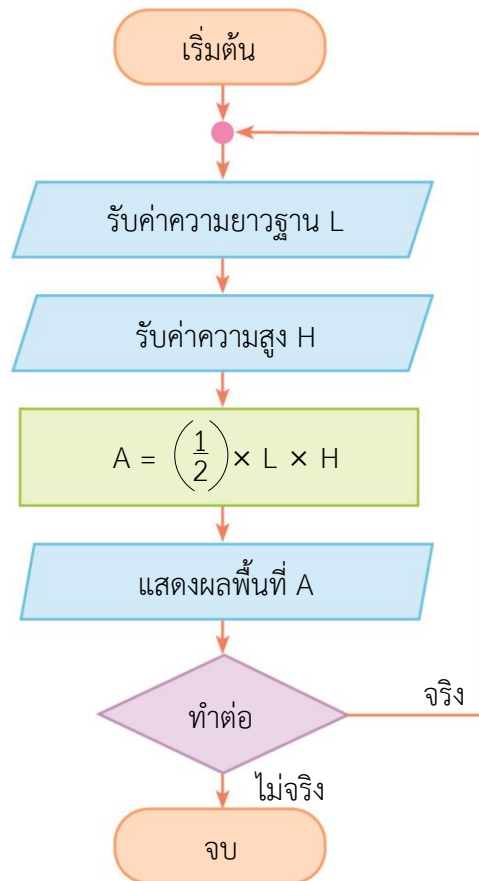 เริ่มต้น
รับค่าความยาวฐาน L
รับค่าความสูง H
A = (1/2) × L × H
แสดงผลพื้นที่ A
ทำต่อ
จริง
ไม่จริง
จบ